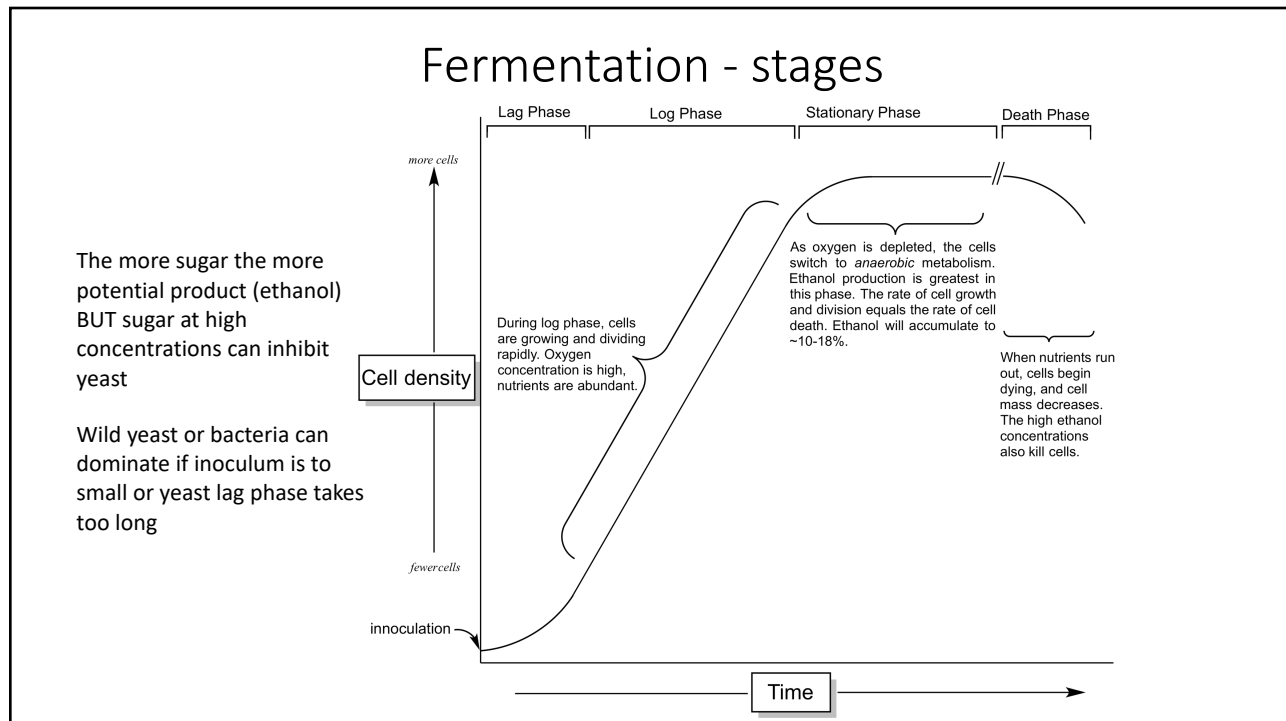 Fermentation - stages
Lag Phase
Log Phase
Stationary Phase
Death Phase
more cells
The more sugar the more
potential product (ethanol)
BUT sugar at high
concentrations can inhibit
yeast
Wild yeast or bacteria can
dominate if inoculum is to
small or yeast lag phase takes
too long
Cell density
fewercells
innoculation
During log phase, cells
are growing and dividing
rapidly. Oxygen
concentration is high,
nutrients are abundant.
As oxygen is depleted, the cells
switch to anaerobic metabolism.
Ethanol production is greatest in
this phase. The rate of cell growth
and division equals the rate of cell
death. Ethanol will accumulate to
~10-18%.
When nutrients run
out, cells begin
dying, and cell
mass decreases.
The high ethanol
concentrations
also kill cells.
Time